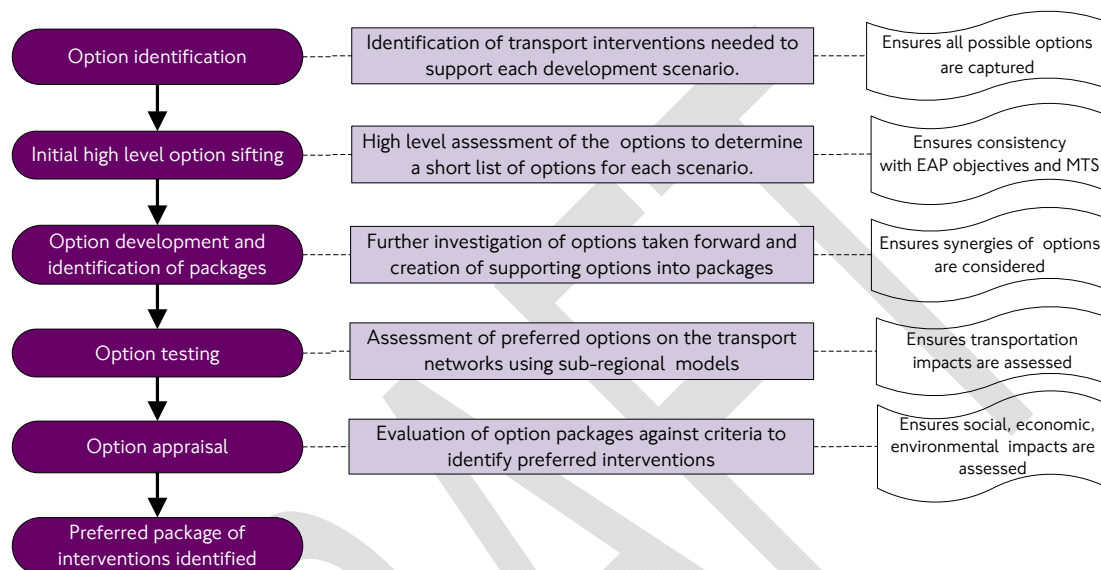 Option identification
Identification of transport interventions needed to
support each development scenario.
Ensures all possible options
are captured
Initial high level option sifting
High level assessment of the options to determine
a short list of options for each scenario.
Ensures consistency
with EAP objectives and MTS
Option development and
identification of packages
Further investigation of options taken forward and
creation of supporting options into packages
Ensures synergies of options
are considered
Option testing
Assessment of preferred options on the transport
networks using sub-regional models
Ensures transportation
impacts are assessed
Option appraisal
Evaluation of option packages against criteria to
identify preferred interventions
Ensures social, economic,
environmental impacts are
assessed
Preferred package of
interventions identified
DRAFT